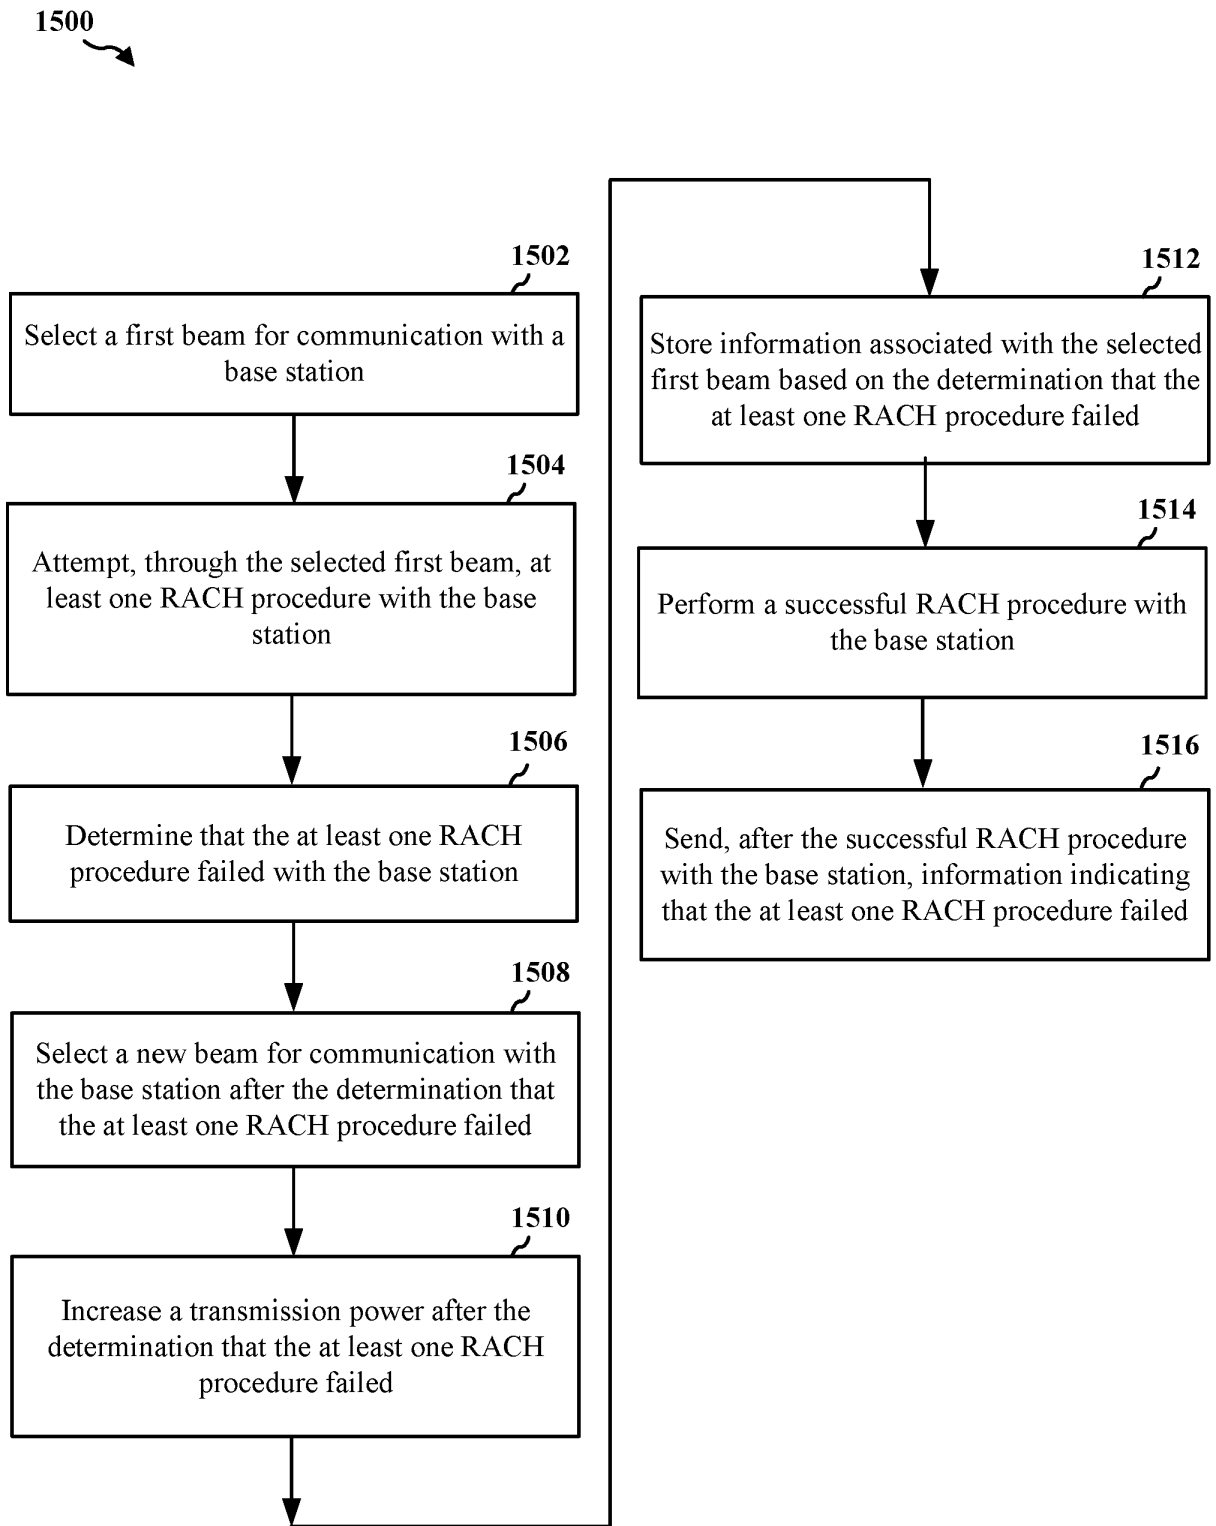 1500
1502
Select a first beam for communication with a
base station
1504
Attempt, through the selected first beam, at
least one RACH procedure with the base
station
1506
Determine that the at least one RACH
procedure failed with the base station
1508
Select a new beam for communication with
the base station after the determination that
the at least one RACH procedure failed
1510
Increase a transmission power after the
determination that the at least one RACH
procedure failed
1512
Store information associated with the selected
first beam based on the determination that the
at least one RACH procedure failed
1514
Perform a successful RACH procedure with
the base station
1516
Send, after the successful RACH procedure
with the base station, information indicating
that the at least one RACH procedure failed